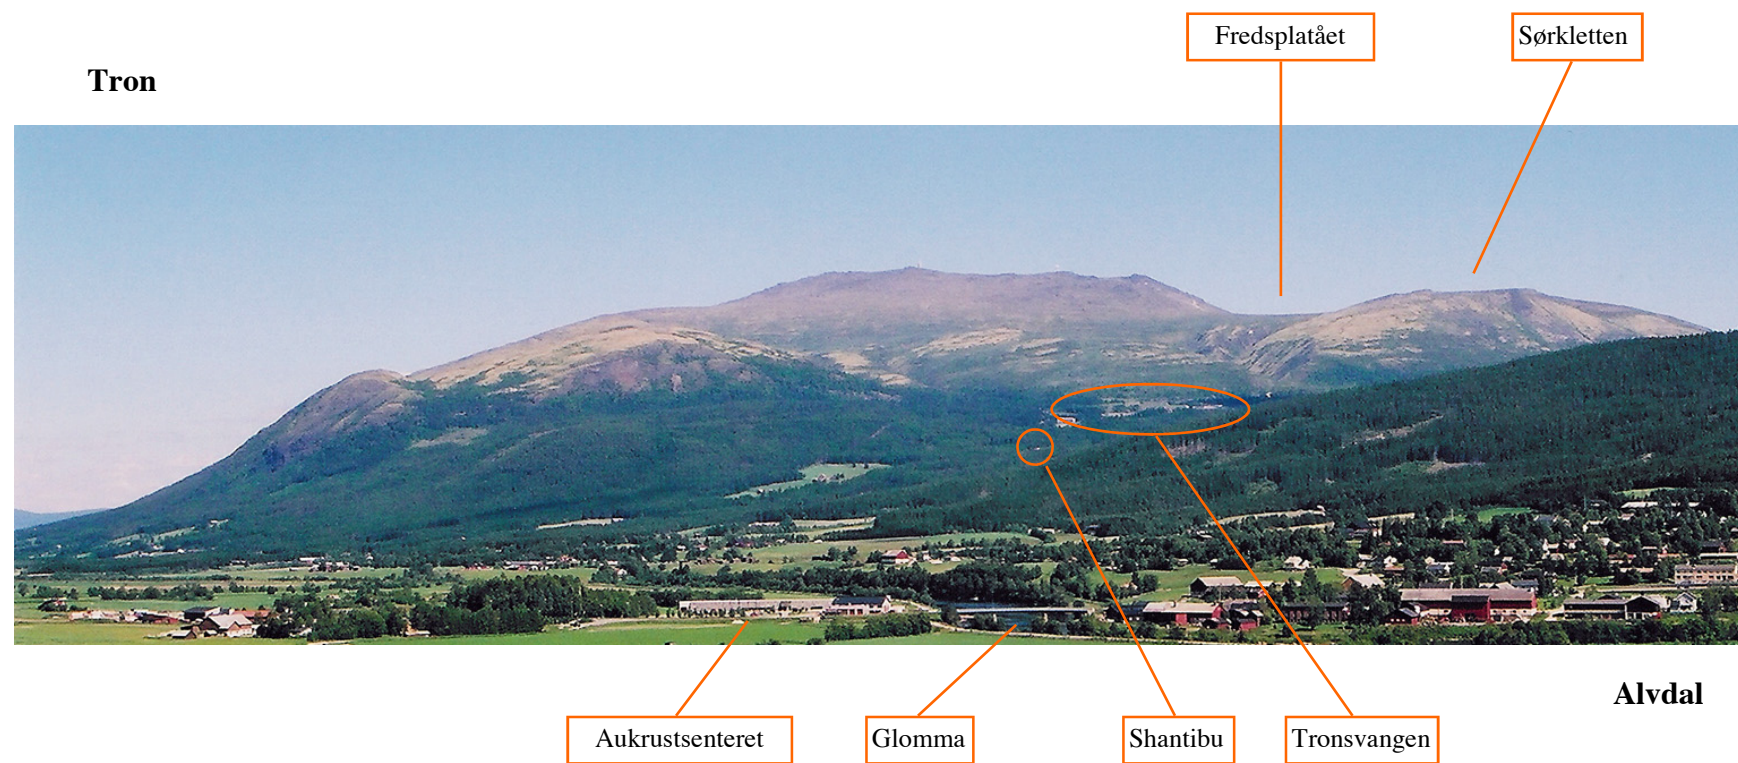 Fredsplatået
Sørkletten
Tron
Alvdal
Aukrustsenteret
Glomma
Shantibu
Tronsvangen